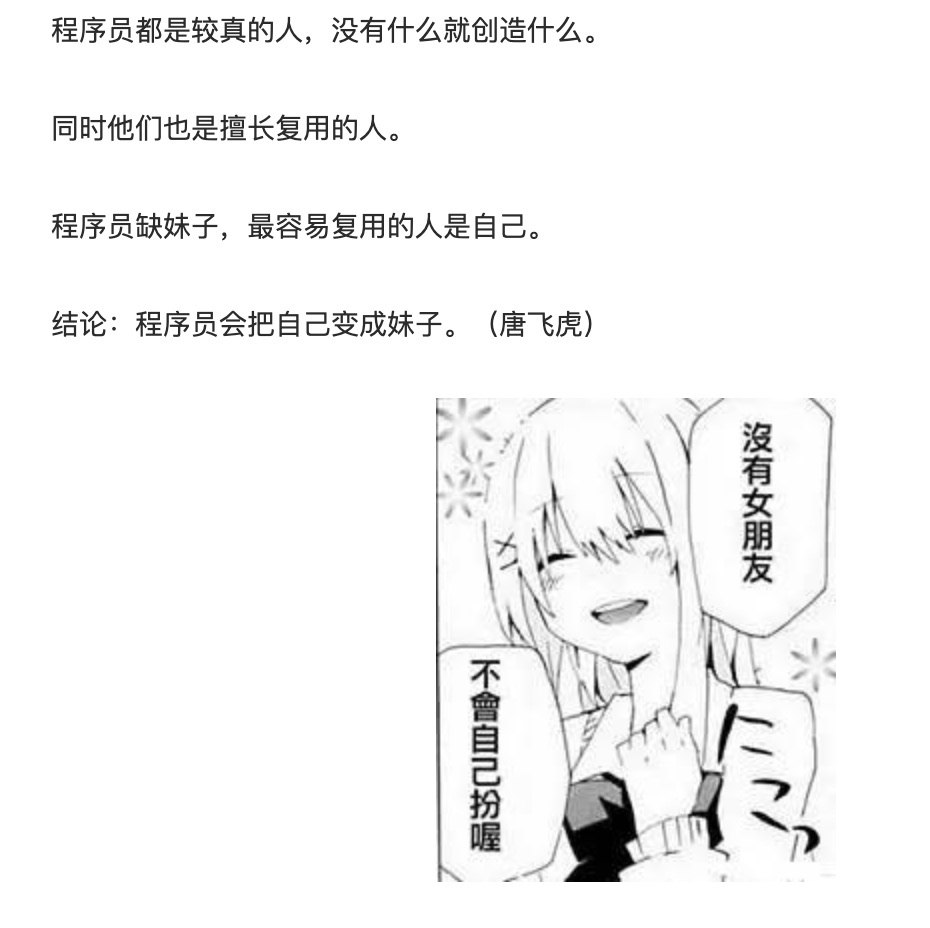 程序员都是较真的人，没有什么就创造什么。
同时他们也是擅长复用的人。
程序员缺妹子，最容易复用的人是自己。
结论：程序员会把自己变成妹子。（唐飞虎）
沒有女朋友
不會自己扮喔
にこっ